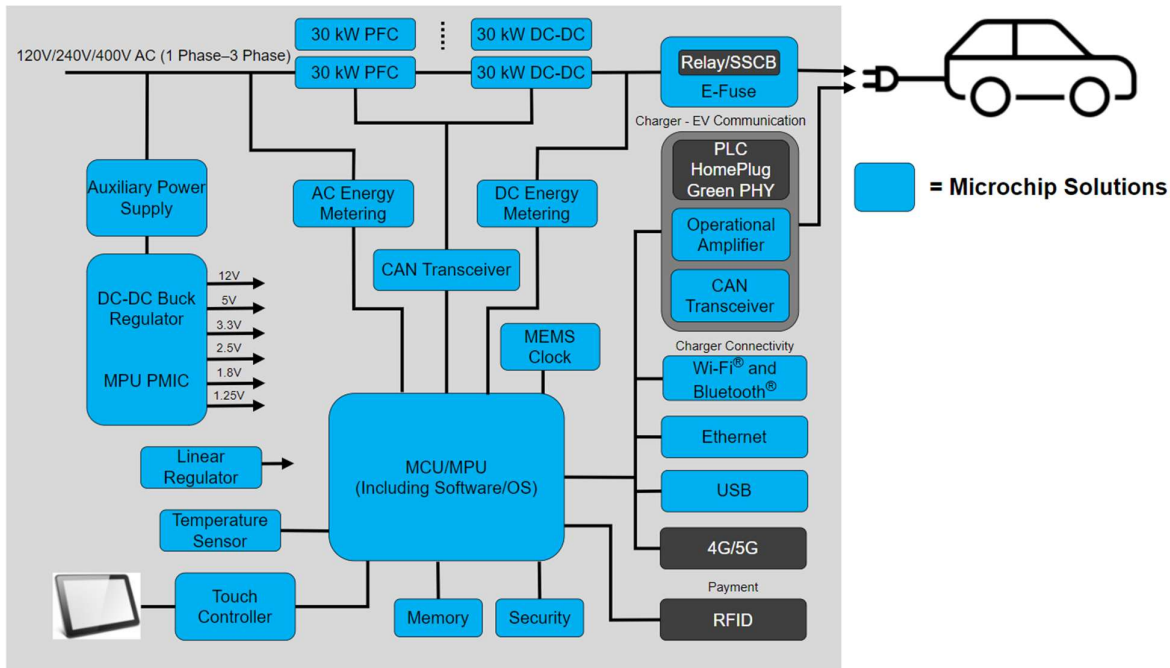 30 kW PFC
30 kW DC-DC
120V/240V/400V AC (1 Phase–3 Phase)
30 kW PFC
30 kW DC-DC
Relay/SSCB
E-Fuse
Charger - EV Communication
PLC
HomePlug
Green PHY
Operational
Amplifier
CAN
Transceiver
= Microchip Solutions
Auxiliary Power
Supply
AC Energy
Metering
DC Energy
Metering
CAN Transceiver
DC-DC Buck
Regulator
MPU PMIC
12V
5V
3.3V
2.5V
1.8V
1.25V
MEMS
Clock
Charger Connectivity
Wi-Fi® and
Bluetooth®
Ethernet
USB
4G/5G
Linear
Regulator
MCU/MPU
(Including Software/OS)
Temperature
Sensor
Touch
Controller
Memory
Security
Payment
RFID